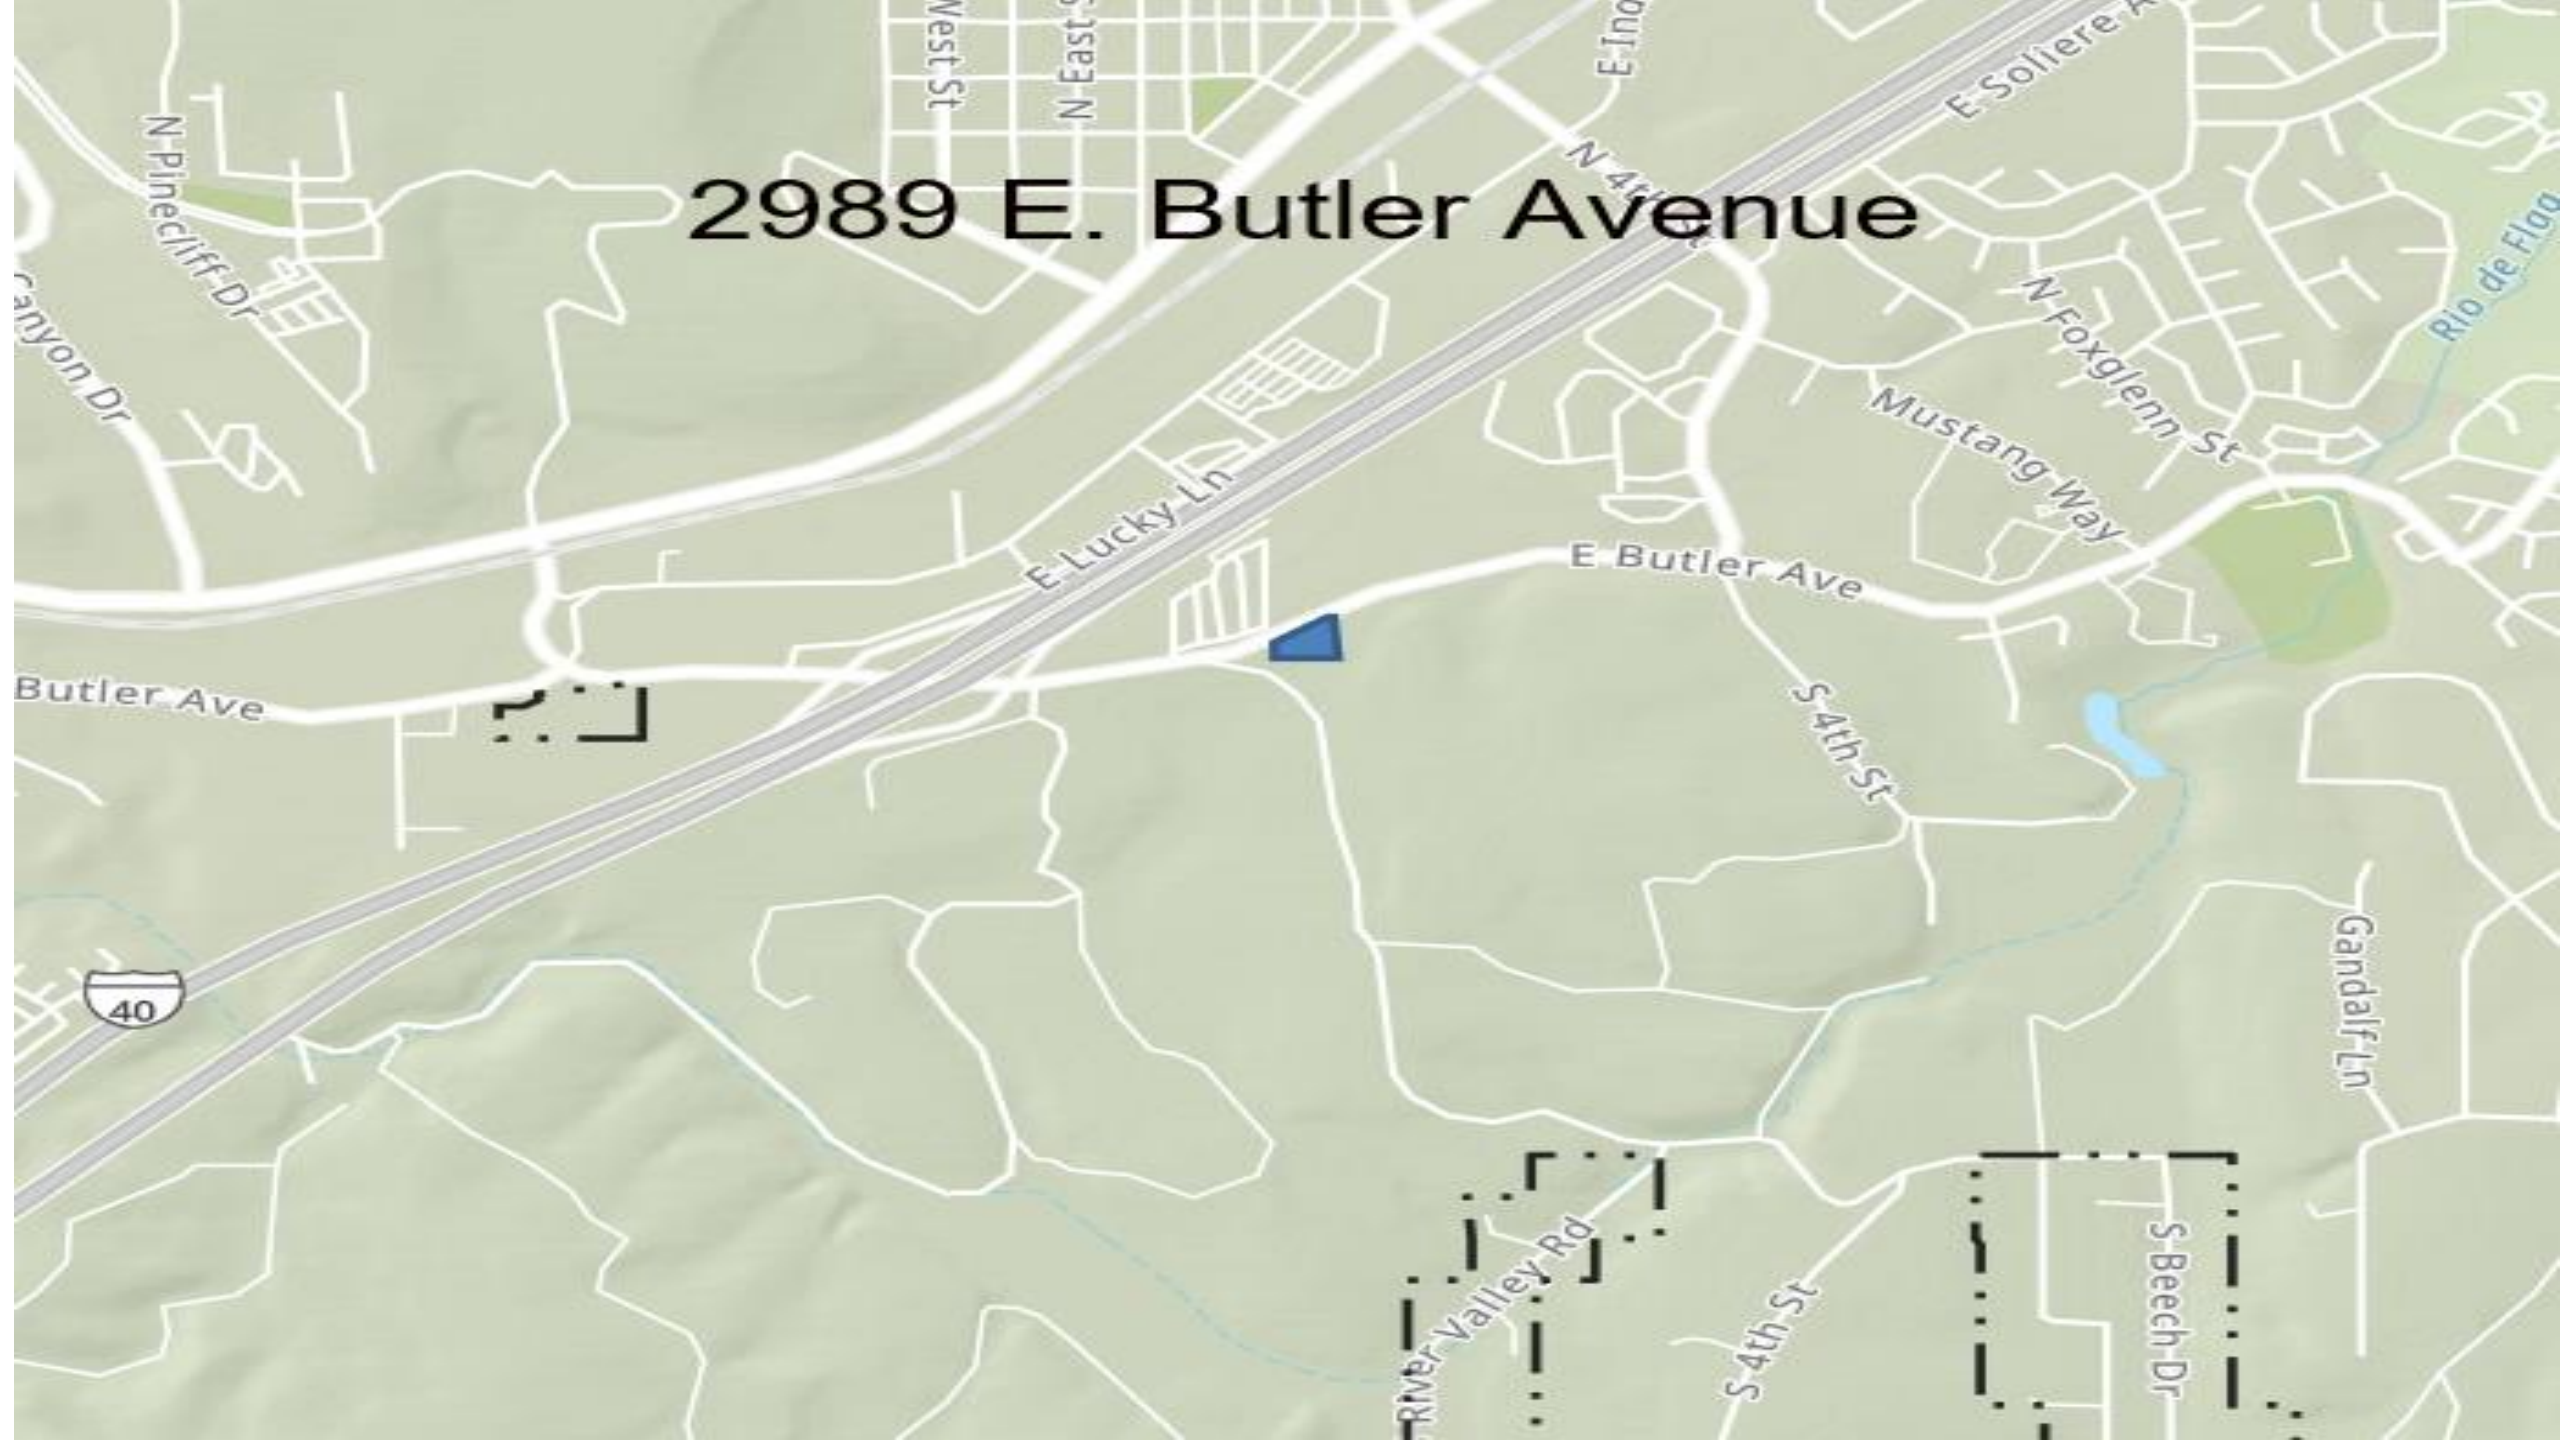 West St
N East S
E Ind
E Soliere A
N Pinecliff Dr
N 4th St
2989 E. Butler Avenue
Rio de Flag
Canyon Dr
N Foxglenn St
Mustang Way
E Lucky Ln
E Butler Ave
Butler Ave
S 4th St
40
Gandalf Ln
River Valley Rd
S 4th St
S Beech Dr